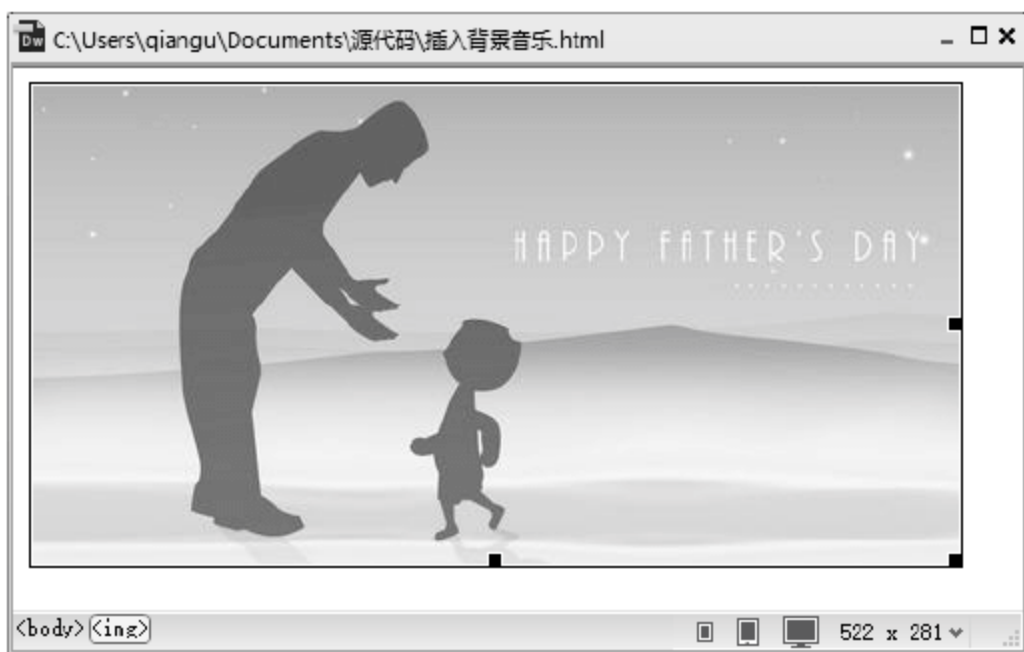 Dw C:\Users\qiangu\Documents\源代码\插入背景音乐.html
HAPPY FATHER'S DAY
<body> <ing> 522 x 281